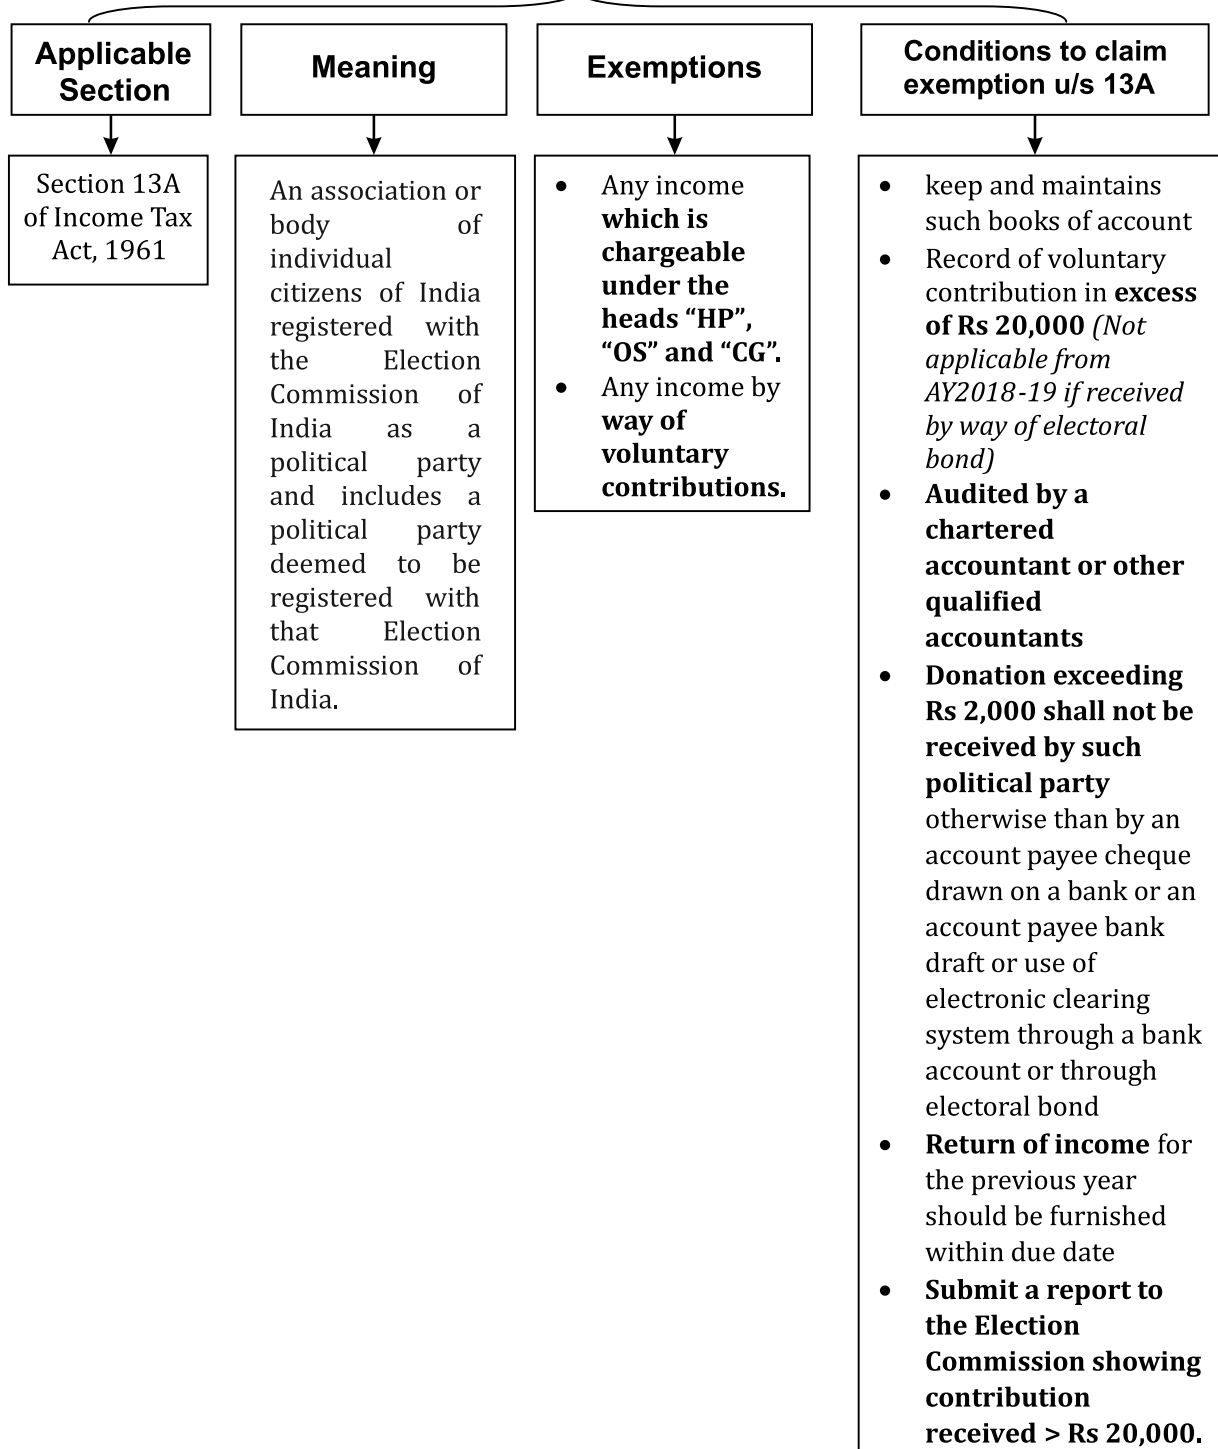 Applicable
Section
Section 13A
of Income Tax
Act, 1961
Meaning
An association or
body of
individual
citizens of India
registered with
the Election
Commission of
India as a
political party
and includes a
political party
deemed to be
registered with
that Election
Commission of
India.
Exemptions
• Any income
which is
chargeable
under the
heads “HP”,
“OS” and “CG”.
• Any income by
way of
voluntary
contributions.
Conditions to claim
exemption u/s 13A
• keep and maintains
such books of account
• Record of voluntary
contribution in excess
of Rs 20,000 (Not
applicable from
AY2018-19 if received
by way of electoral
bond)
• Audited by a
chartered
accountant or other
qualified
accountants
• Donation exceeding
Rs 2,000 shall not be
received by such
political party
otherwise than by an
account payee cheque
drawn on a bank or an
account payee bank
draft or use of
electronic clearing
system through a bank
account or through
electoral bond
• Return of income for
the previous year
should be furnished
within due date
• Submit a report to
the Election
Commission showing
contribution
received > Rs 20,000.